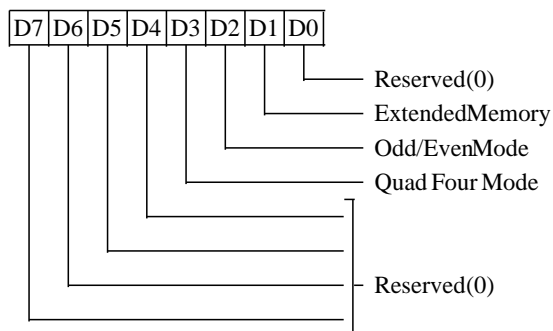 D7 D6 D5 D4 D3 D2 D1 D0
Reserved(0)
ExtendedMemory
Odd/EvenMode
Quad Four Mode
Reserved(0)